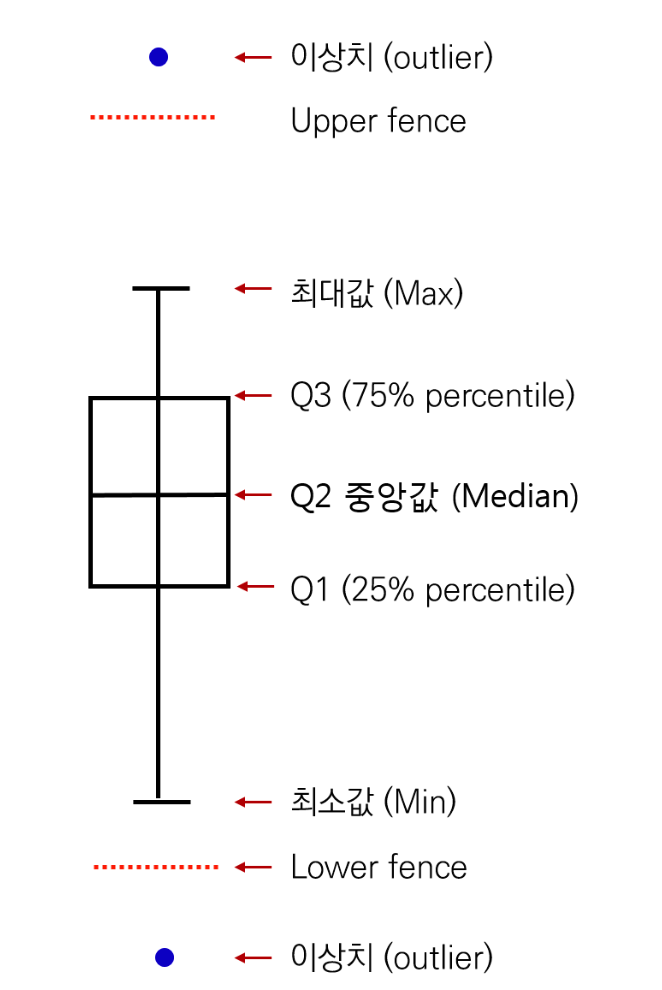 이상치 (outlier)
Upper fence
최대값 (Max)
Q3 (75% percentile)
Q2 중앙값 (Median)
Q1 (25% percentile)
최소값 (Min)
Lower fence
이상치 (outlier)